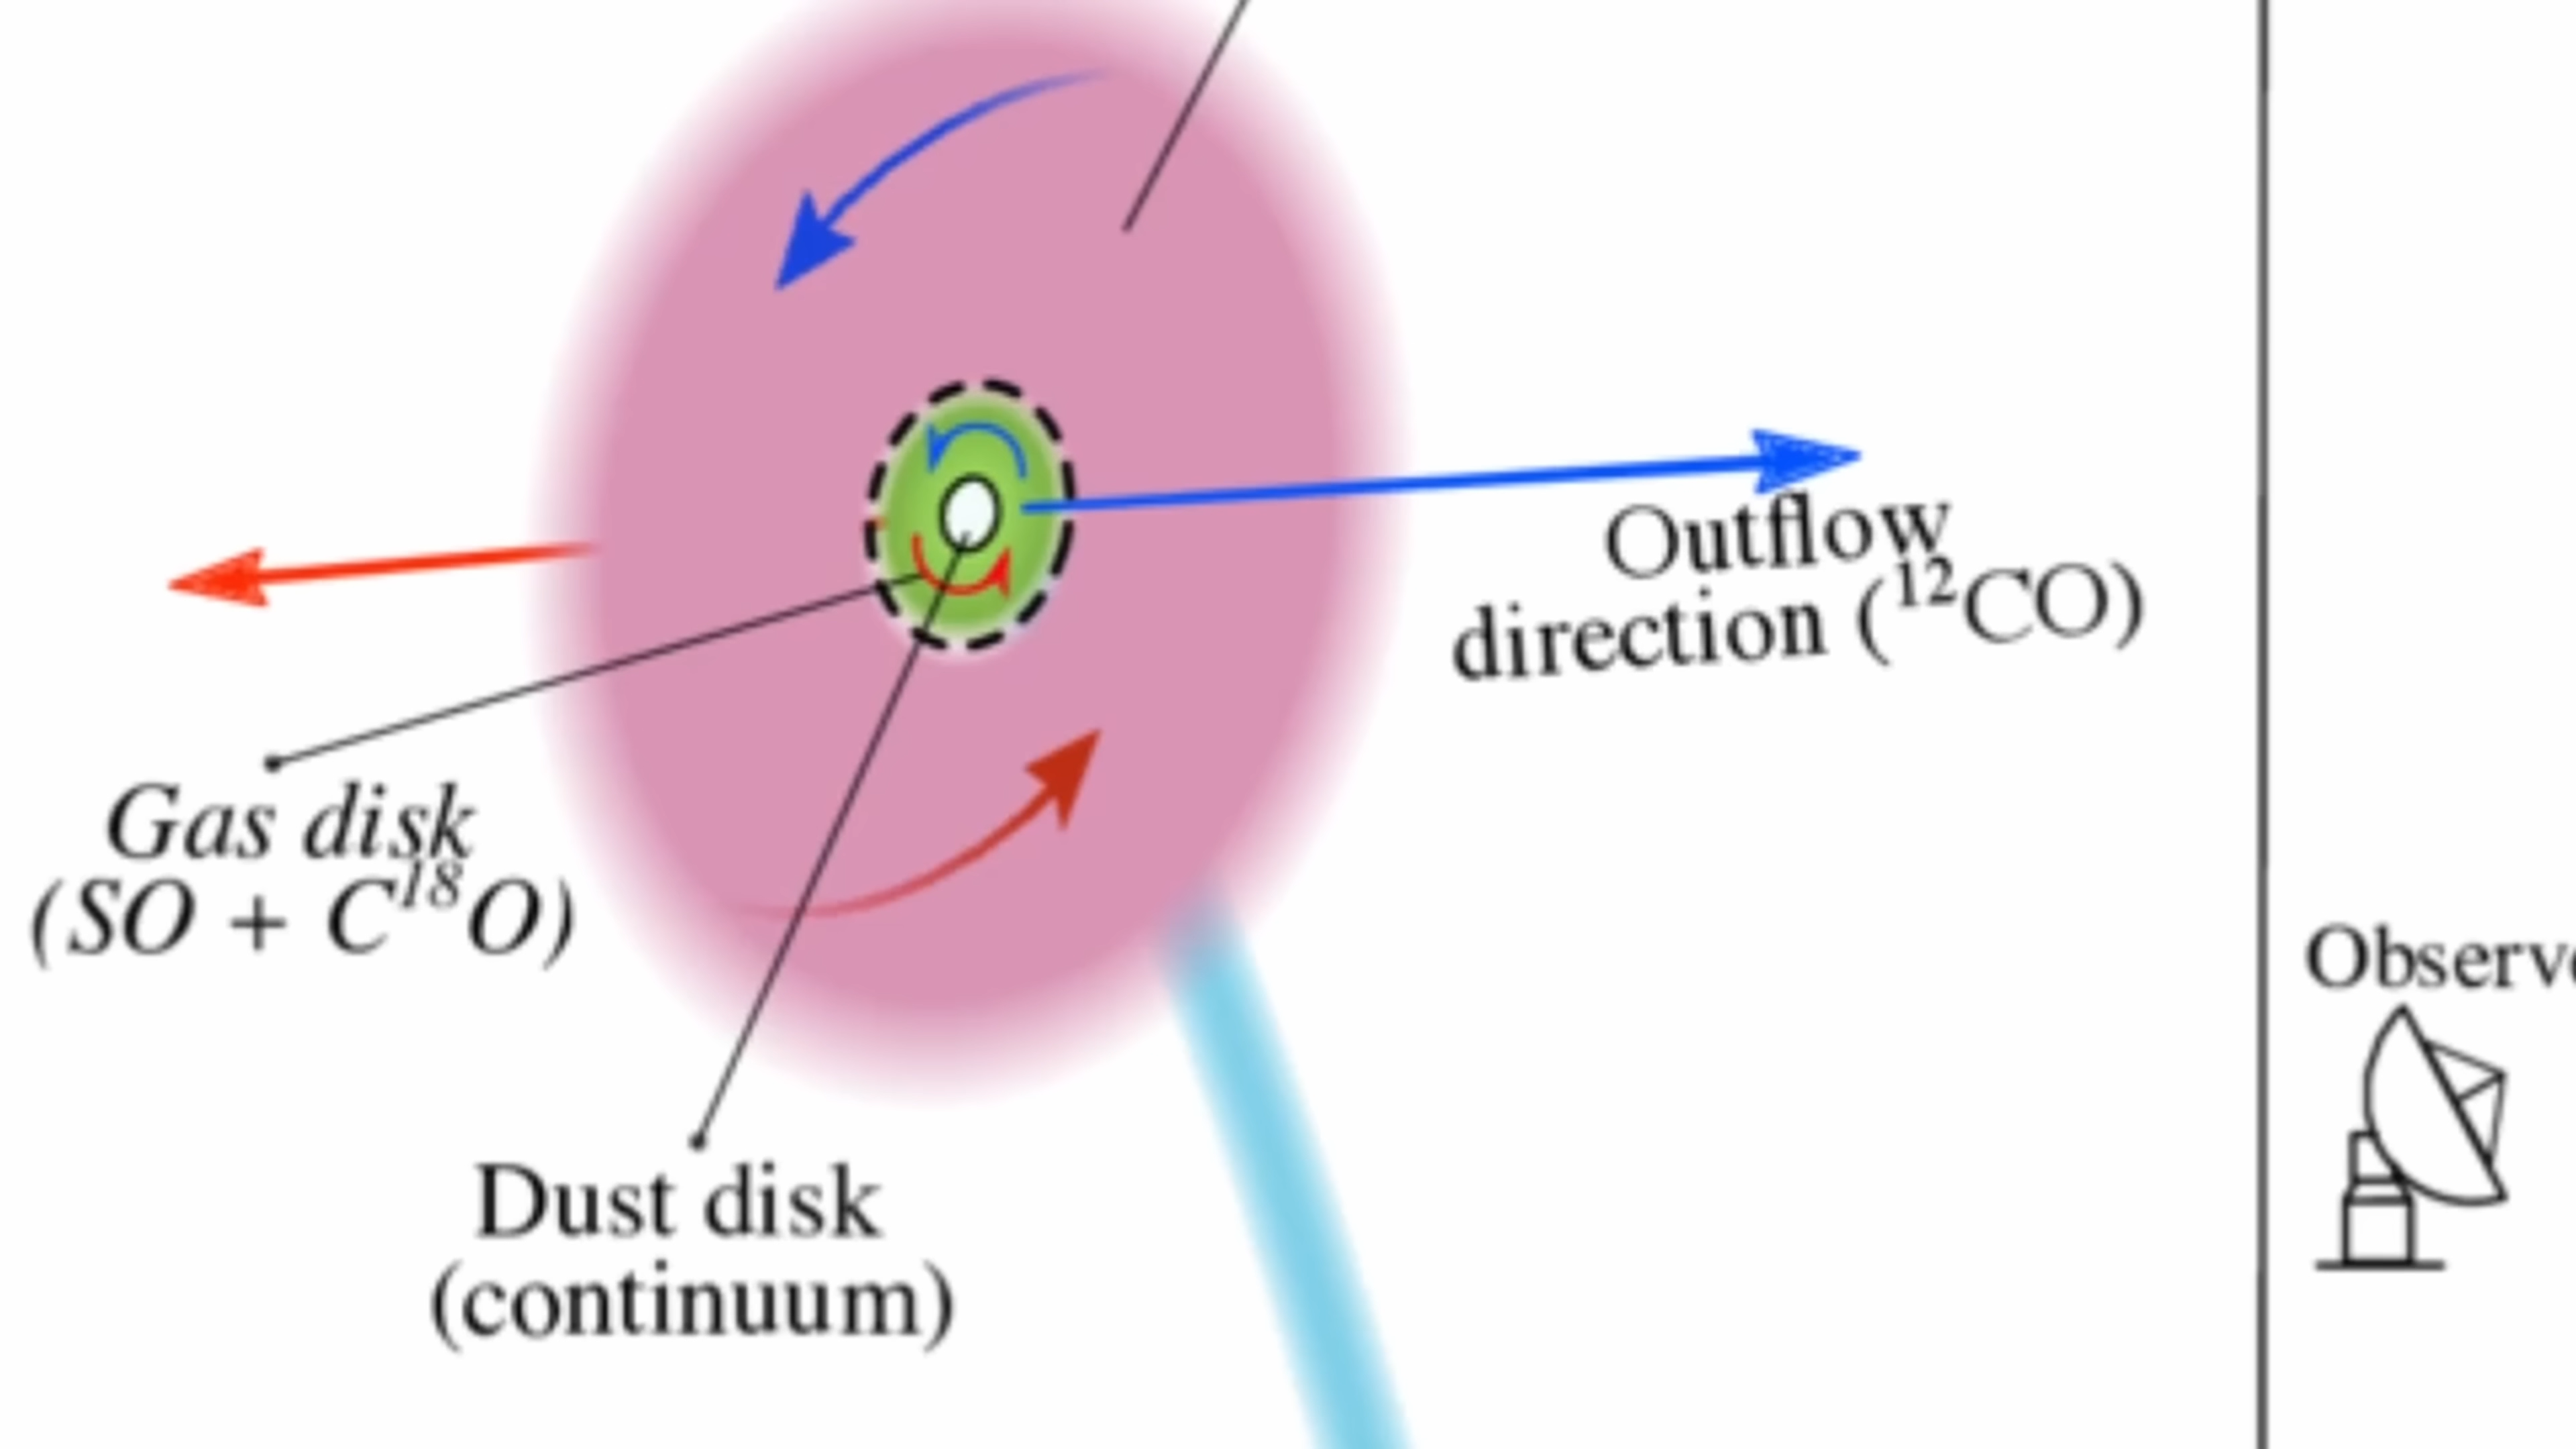 Outflow
direction (¹²CO)
Gas disk
(SO + C¹⁸O)
Dust disk
(continuum)